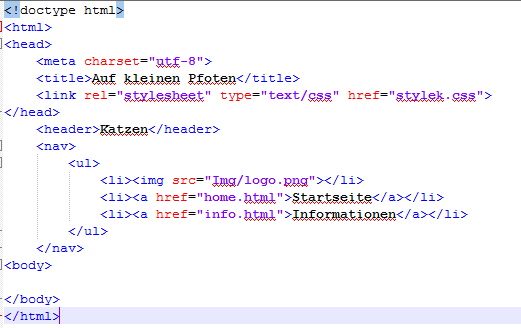 <!doctype html>
<html>
<head>
    <meta charset="utf-8">
    <title>Auf kleinen Pfoten</title>
    <link rel="stylesheet" type="text/css" href="stylek.css">
</head>
    <header>Katzen</header>
    <nav>
        <ul>
            <li><img src="Img/logo.png"></li>
            <li><a href="home.html">Startseite</a></li>
            <li><a href="info.html">Informationen</a></li>
        </ul>
    </nav>
<body>

</body>
</html>